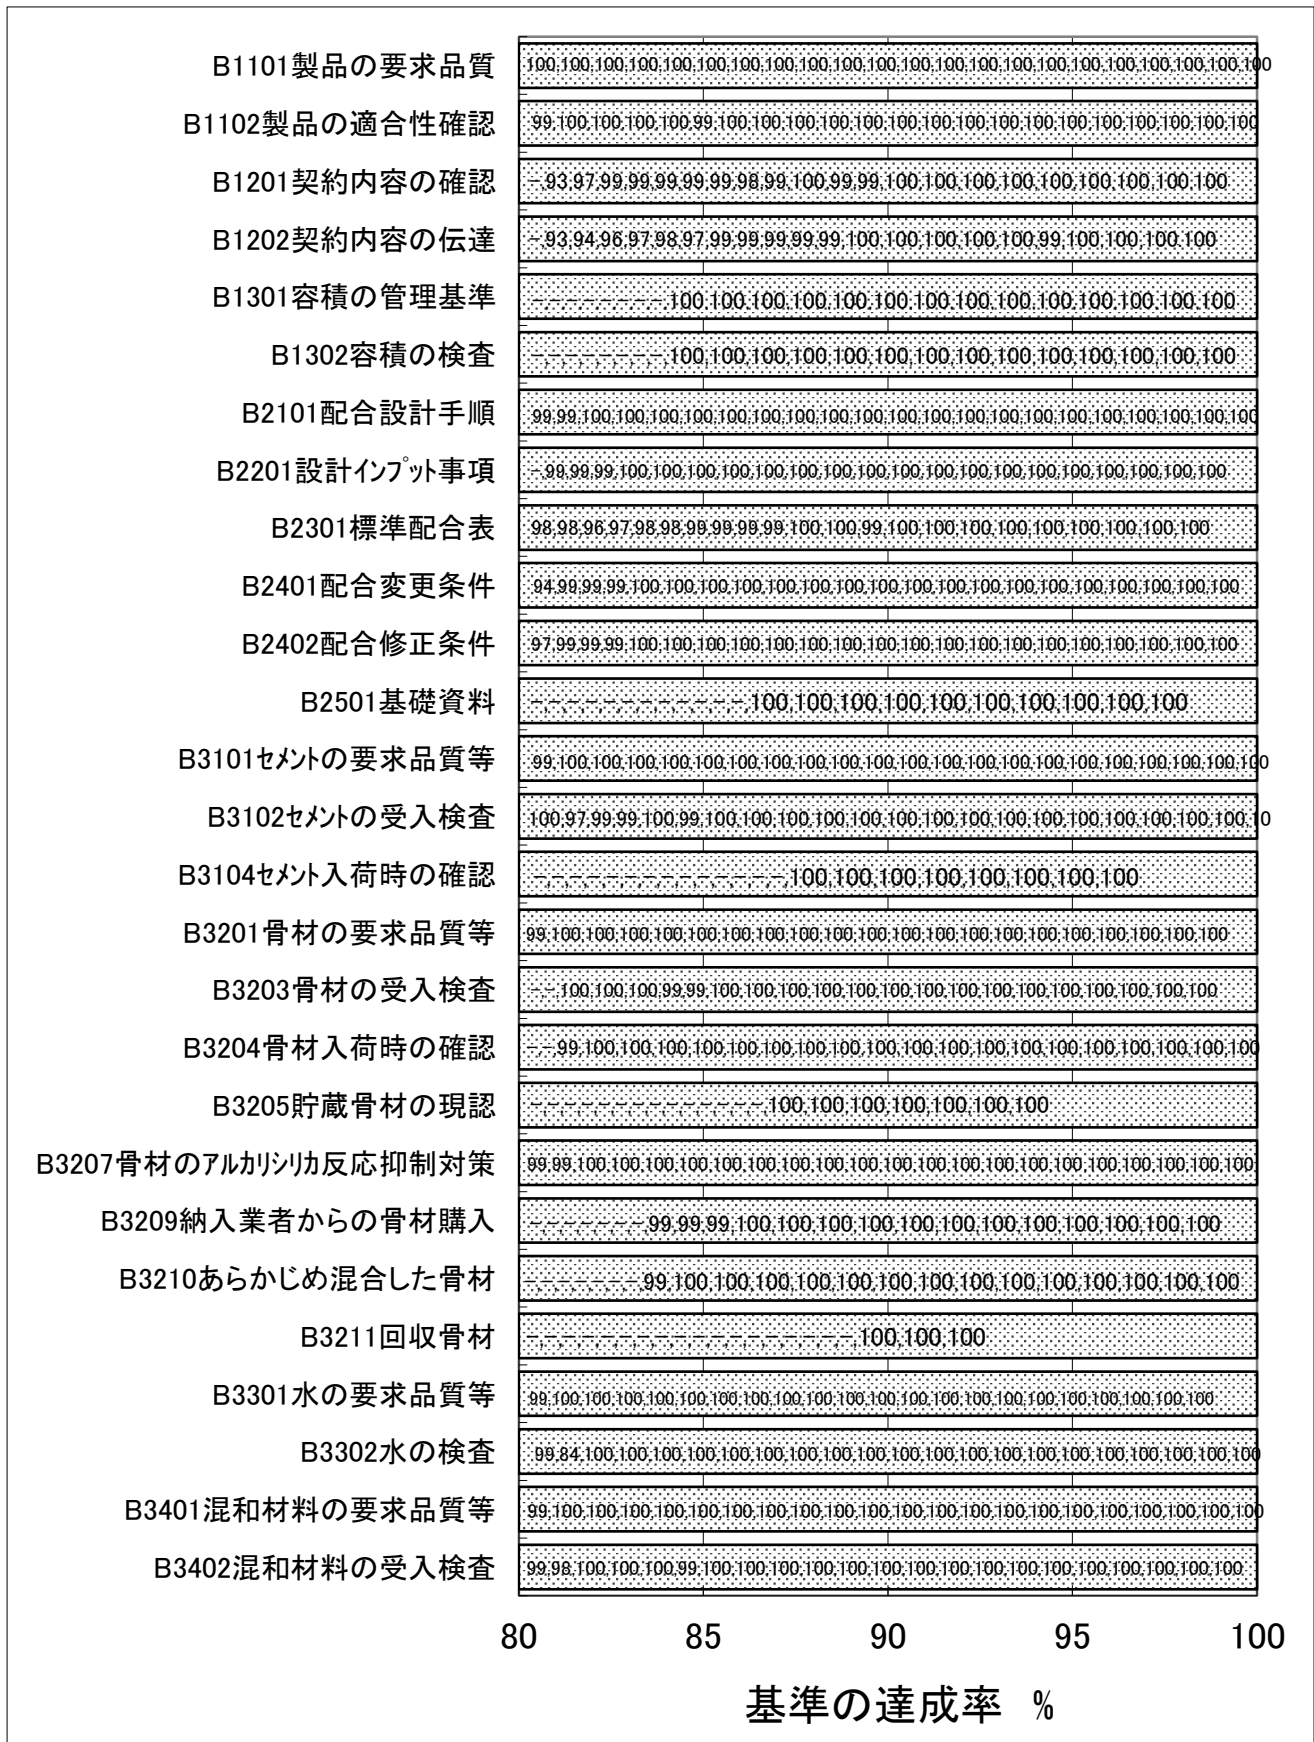 B1101製品の要求品質 100,100,100,100,100,100,100,100,100,100,100,100,100,100,100,100,100,100,100,100,100,100
B1102製品の適合性確認 99,100,100,100,100,99,100,100,100,100,100,100,100,100,100,100,100,100,100,100,100,100
B1201契約内容の確認 -,93,97,99,99,99,99,99,98,99,100,99,99,100,100,100,100,100,100,100,100,100
B1202契約内容の伝達 -,93,94,96,97,98,97,99,99,99,99,99,100,100,100,100,100,99,100,100,100,100
B1301容積の管理基準 -,-,-,-,-,-,-,-,100,100,100,100,100,100,100,100,100,100,100,100,100,100
B1302容積の検査 -,-,-,-,-,-,-,-,100,100,100,100,100,100,100,100,100,100,100,100,100,100
B2101配合設計手順 99,99,100,100,100,100,100,100,100,100,100,100,100,100,100,100,100,100,100,100,100,100
B2201設計インプット事項 -,99,99,99,100,100,100,100,100,100,100,100,100,100,100,100,100,100,100,100,100
B2301標準配合表 98,98,96,97,98,98,99,99,99,99,100,100,99,100,100,100,100,100,100,100,100,100
B2401配合変更条件 94,99,99,99,100,100,100,100,100,100,100,100,100,100,100,100,100,100,100,100,100,100
B2402配合修正条件 97,99,99,99,100,100,100,100,100,100,100,100,100,100,100,100,100,100,100,100,100,100
B2501基礎資料 -,-,-,-,-,-,-,-,-,-,-,-,100,100,100,100,100,100,100,100,100,100
B3101セメントの要求品質等 99,100,100,100,100,100,100,100,100,100,100,100,100,100,100,100,100,100,100,100,100,100
B3102セメントの受入検査 100,97,99,99,100,99,100,100,100,100,100,100,100,100,100,100,100,100,100,100,100,10
B3104セメント入荷時の確認 -,-,-,-,-,-,-,-,-,-,-,-,-,-,100,100,100,100,100,100,100,100
B3201骨材の要求品質等 99,100,100,100,100,100,100,100,100,100,100,100,100,100,100,100,100,100,100,100,100
B3203骨材の受入検査 -,-,100,100,100,99,99,100,100,100,100,100,100,100,100,100,100,100,100,100,100,100
B3204骨材入荷時の確認 -,-,99,100,100,100,100,100,100,100,100,100,100,100,100,100,100,100,100,100,100,100
B3205貯蔵骨材の現認 -,-,-,-,-,-,-,-,-,-,-,-,-,-,100,100,100,100,100,100,100
B3207骨材のアルカリシリカ反応抑制対策 99,99,100,100,100,100,100,100,100,100,100,100,100,100,100,100,100,100,100,100,100,100
B3209納入業者からの骨材購入 -,-,-,-,-,-,-,99,99,99,100,100,100,100,100,100,100,100,100,100,100,100
B3210あらかじめ混合した骨材 -,-,-,-,-,-,-,99,100,100,100,100,100,100,100,100,100,100,100,100,100,100
B3211回収骨材 -,-,-,-,-,-,-,-,-,-,-,-,-,-,-,-,-,-,-,100,100,100
B3301水の要求品質等 99,100,100,100,100,100,100,100,100,100,100,100,100,100,100,100,100,100,100,100,100,100
B3302水の検査 99,84,100,100,100,100,100,100,100,100,100,100,100,100,100,100,100,100,100,100,100,100
B3401混和材料の要求品質等 99,100,100,100,100,100,100,100,100,100,100,100,100,100,100,100,100,100,100,100,100,100
B3402混和材料の受入検査 99,98,100,100,100,99,100,100,100,100,100,100,100,100,100,100,100,100,100,100,100,100
80 85 90 95 100
基準の達成率 %